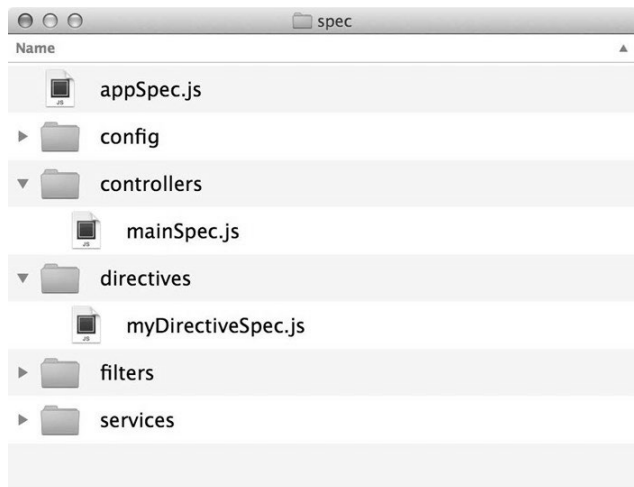 spec
Name
appSpec.js
config
controllers
mainSpec.js
directives
myDirectiveSpec.js
filters
services